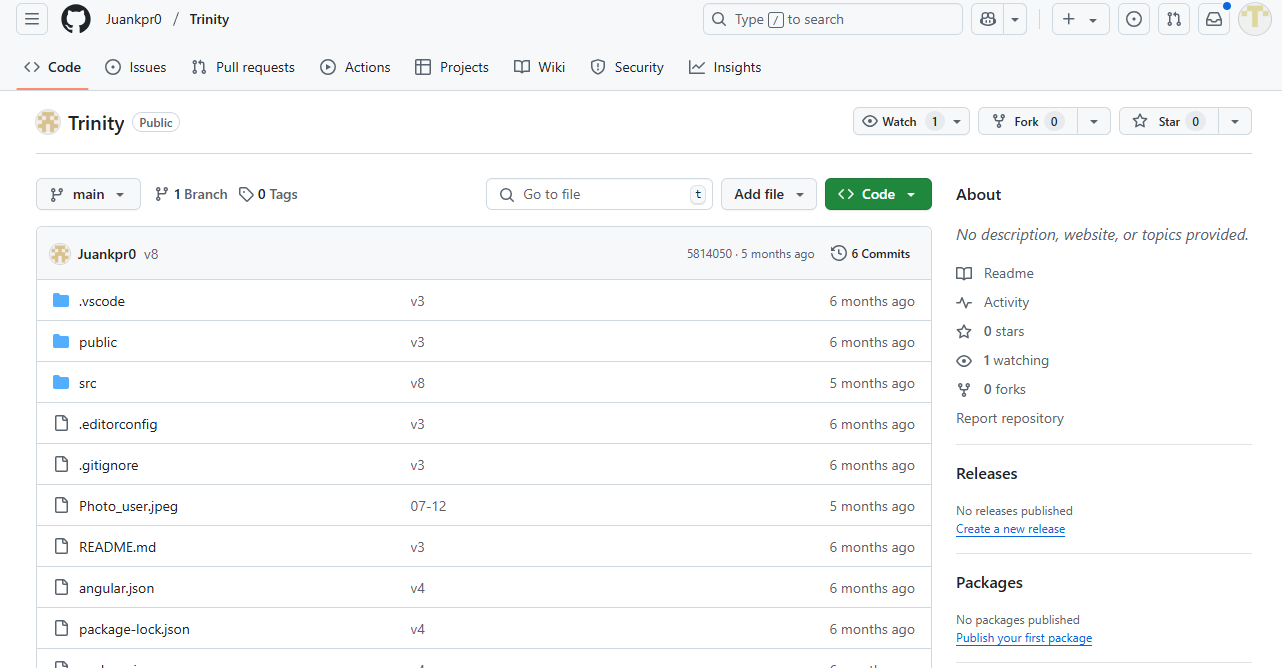 Juankpr0 / Trinity
Type / to search
Code Issues Pull requests Actions Projects Wiki Security Insights
Trinity Public
Watch 1 Fork 0 Star 0
main 1 Branch 0 Tags
Go to file t
Add file
Code
Juankpr0 v8 5814050 · 5 months ago 6 Commits
.vscode v3 6 months ago
public v3 6 months ago
src v8 5 months ago
.editorconfig v3 6 months ago
.gitignore v3 6 months ago
Photo_user.jpeg 07-12 5 months ago
README.md v3 6 months ago
angular.json v4 6 months ago
package-lock.json v4 6 months ago
About
No description, website, or topics provided.
Readme
Activity
0 stars
1 watching
0 forks
Report repository
Releases
No releases published
Create a new release
Packages
No packages published
Publish your first package